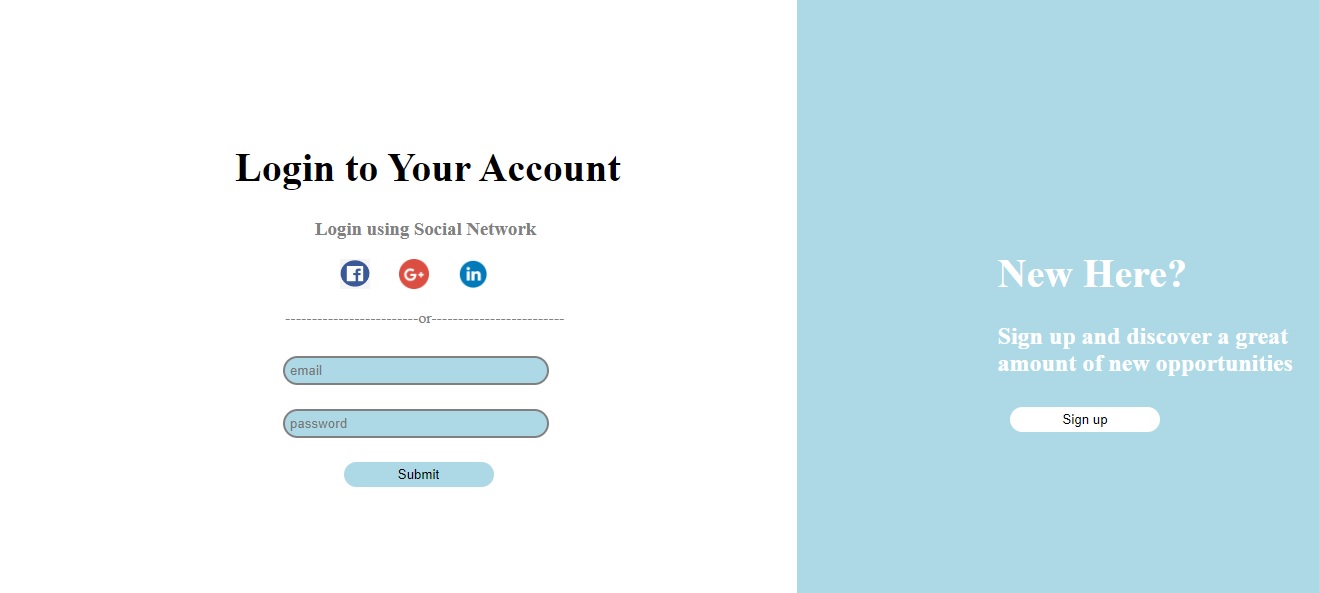 Login to Your Account
Login using Social Network
f G+ in
-------------------------or-------------------------
email
password
Submit
New Here?
Sign up and discover a great
amount of new opportunities
Sign up